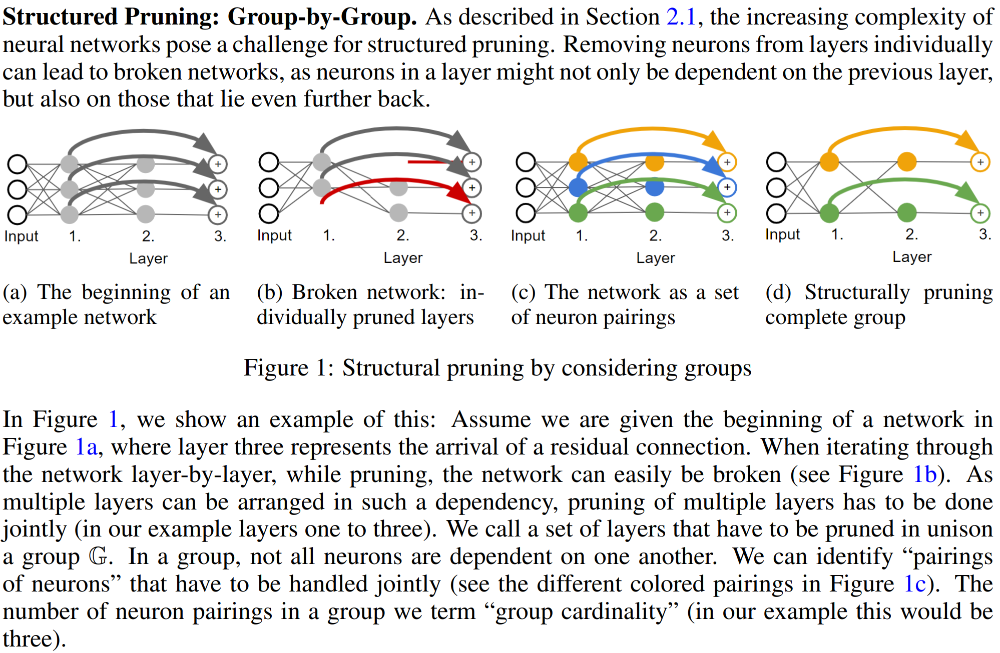 Structured Pruning: Group-by-Group. As described in Section 2.1, the increasing complexity of
neural networks pose a challenge for structured pruning. Removing neurons from layers individually
can lead to broken networks, as neurons in a layer might not only be dependent on the previous layer,
but also on those that lie even further back.
+ + + +
+ + + +
+ + + +
Input 1. 2. 3. Input 1. 2. 3. Input 1. 2. 3. Input 1. 2. 3.
Layer Layer Layer Layer
(a) The beginning of an
example network
(b) Broken network: in-
dividually pruned layers
(c) The network as a set
of neuron pairings
(d) Structurally pruning
complete group
Figure 1: Structural pruning by considering groups
In Figure 1, we show an example of this: Assume we are given the beginning of a network in
Figure 1a, where layer three represents the arrival of a residual connection. When iterating through
the network layer-by-layer, while pruning, the network can easily be broken (see Figure 1b). As
multiple layers can be arranged in such a dependency, pruning of multiple layers has to be done
jointly (in our example layers one to three). We call a set of layers that have to be pruned in unison
a group 𝔾. In a group, not all neurons are dependent on one another. We can identify “pairings
of neurons” that have to be handled jointly (see the different colored pairings in Figure 1c). The
number of neuron pairings in a group we term “group cardinality” (in our example this would be
three).